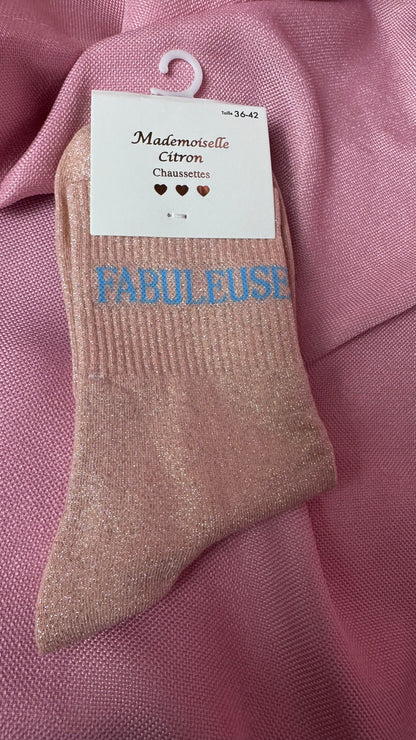 Taille 36-42
Mademoiselle
Citron
Chaussettes
FABULEUSE